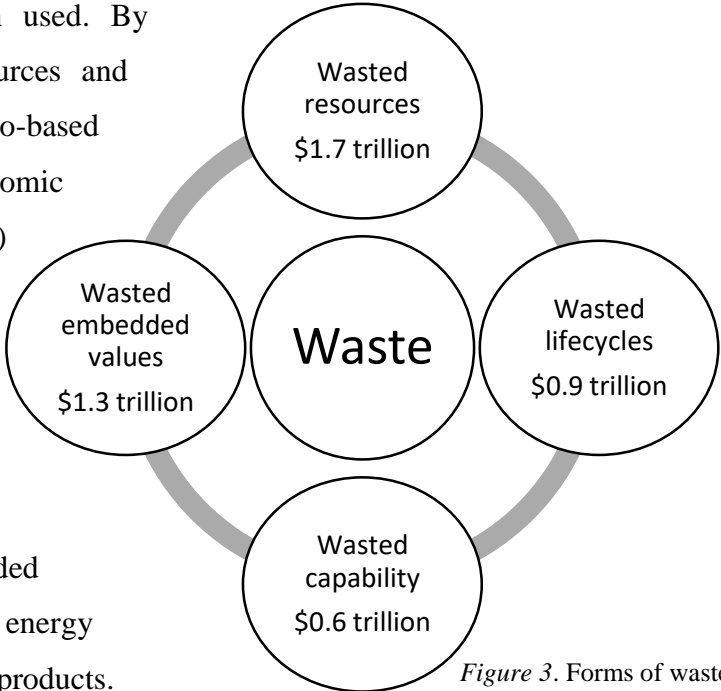 used. By
urces and
o-based
omic
)
Wasted
resources
$1.7 trillion
Wasted
embedded
values
$1.3 trillion
Waste
Wasted
lifecycles
$0.9 trillion
Wasted
capability
$0.6 trillion
ded
energy
products.
Figure 3. Forms of waste